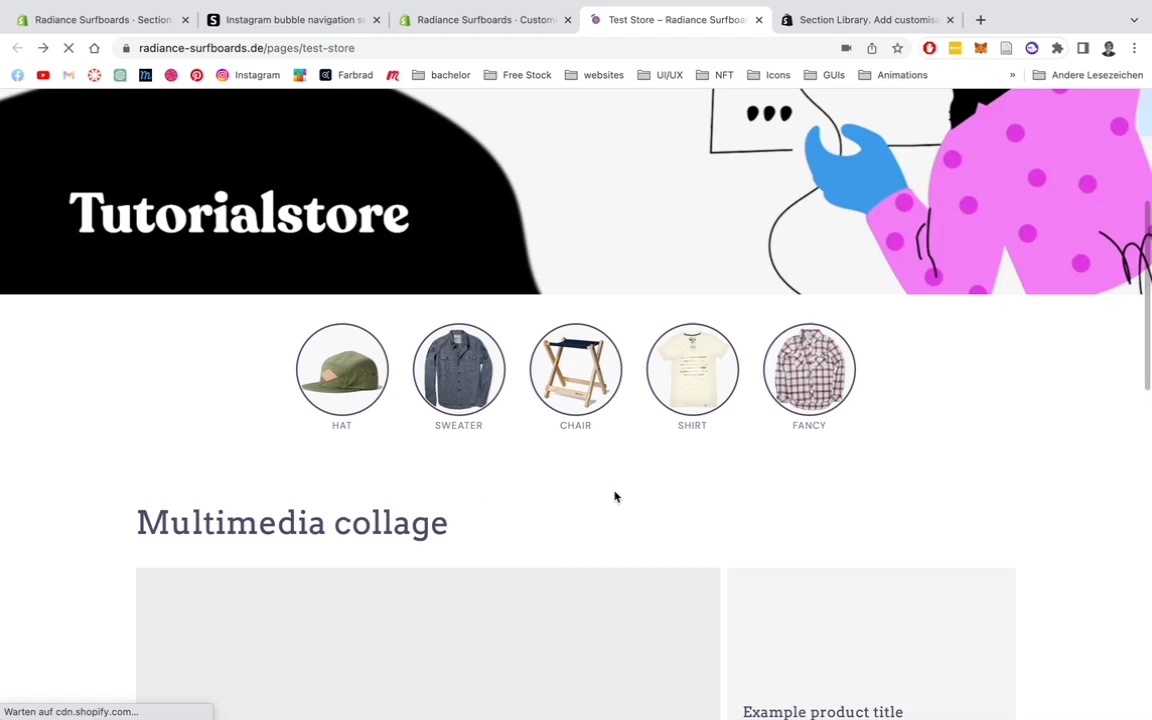 Radiance Surfboards · Section
Instagram bubble navigation se
Radiance Surfboards · Custom
Test Store – Radiance Surfboar
Section Library. Add customisa
radiance-surfboards.de/pages/test-store
Instagram
Farbrad
bachelor
Free Stock
websites
UI/UX
NFT
Icons
GUIs
Animations
»
Andere Lesezeichen
Tutorialstore
HAT
SWEATER
CHAIR
SHIRT
FANCY
Multimedia collage
Example product title
Warten auf cdn.shopify.com...